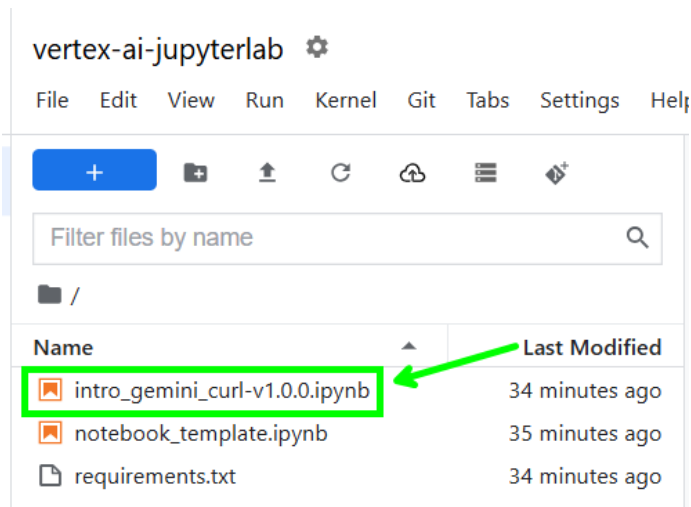 vertex-ai-jupyterlab
File Edit View Run Kernel Git Tabs Settings Help
Filter files by name
/
Name Last Modified
intro_gemini_curl-v1.0.0.ipynb 34 minutes ago
notebook_template.ipynb 35 minutes ago
requirements.txt 34 minutes ago